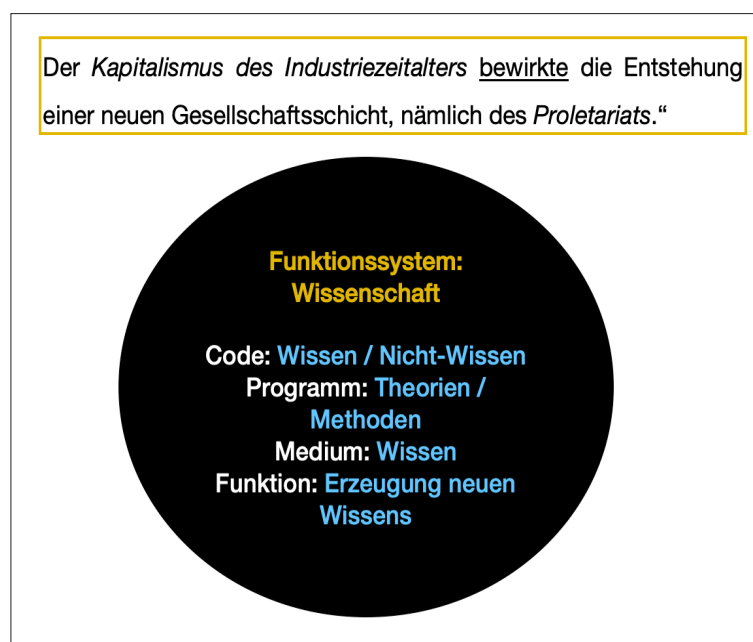 Der Kapitalismus des Industriezeitalters bewirkte die Entstehung
einer neuen Gesellschaftsschicht, nämlich des Proletariats.“
Funktionssystem:
Wissenschaft
Code: Wissen / Nicht-Wissen
Programm: Theorien /
Methoden
Medium: Wissen
Funktion: Erzeugung neuen
Wissens